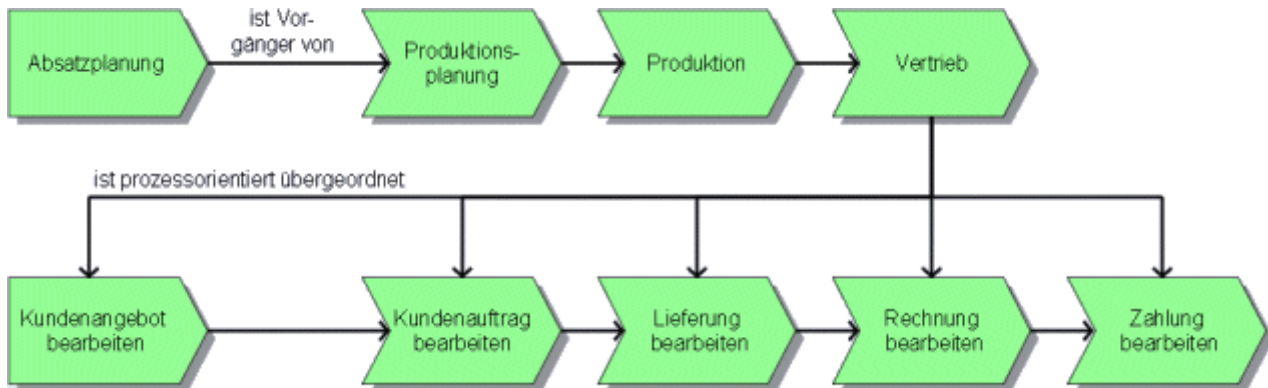 ist Vor-
gänger von
Absatzplanung
Produktions-
planung
Produktion
Vertrieb
ist prozessorientiert übergeordnet
Kundenangebot
bearbeiten
Kundenauftrag
bearbeiten
Lieferung
bearbeiten
Rechnung
bearbeiten
Zahlung
bearbeiten